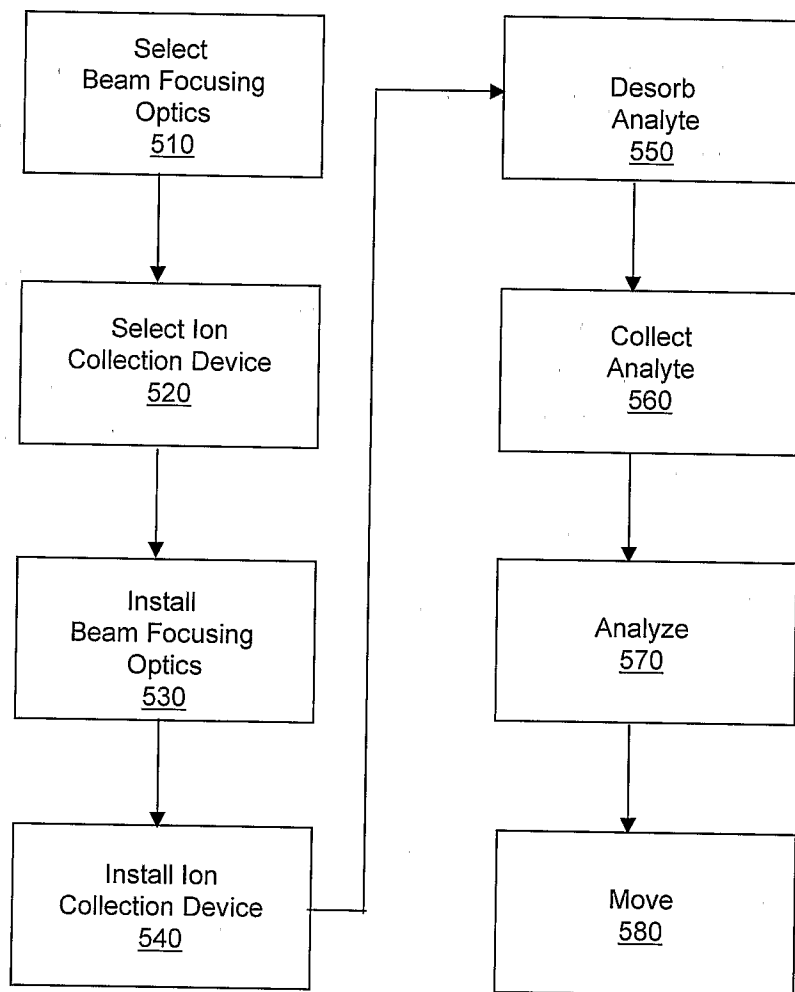 Select
Beam Focusing
Optics
510
Select Ion
Collection Device
520
Install
Beam Focusing
Optics
530
Install Ion
Collection Device
540
Desorb
Analyte
550
Collect
Analyte
560
Analyze
570
Move
580